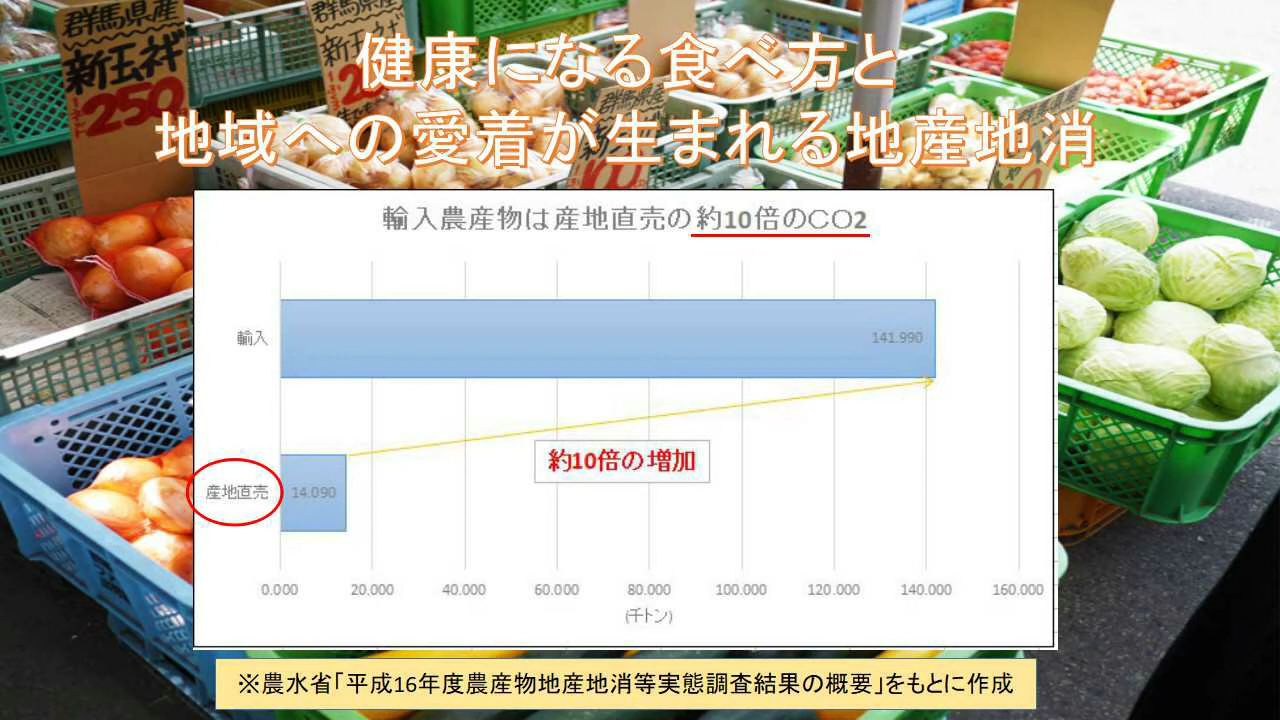 群馬県産
新玉ネギ
250
群馬県産
健康になる食べ方と
地域への愛着が生まれる地産地消
輸入農産物は産地直売の約10倍のCO2
輸入
141.990
約10倍の増加
産地直売
14.090
0.000 20.000 40.000 60.000 80.000 100.000 120.000 140.000 160.000
(千トン)
※農水省「平成16年度農産物地産地消等実態調査結果の概要」をもとに作成